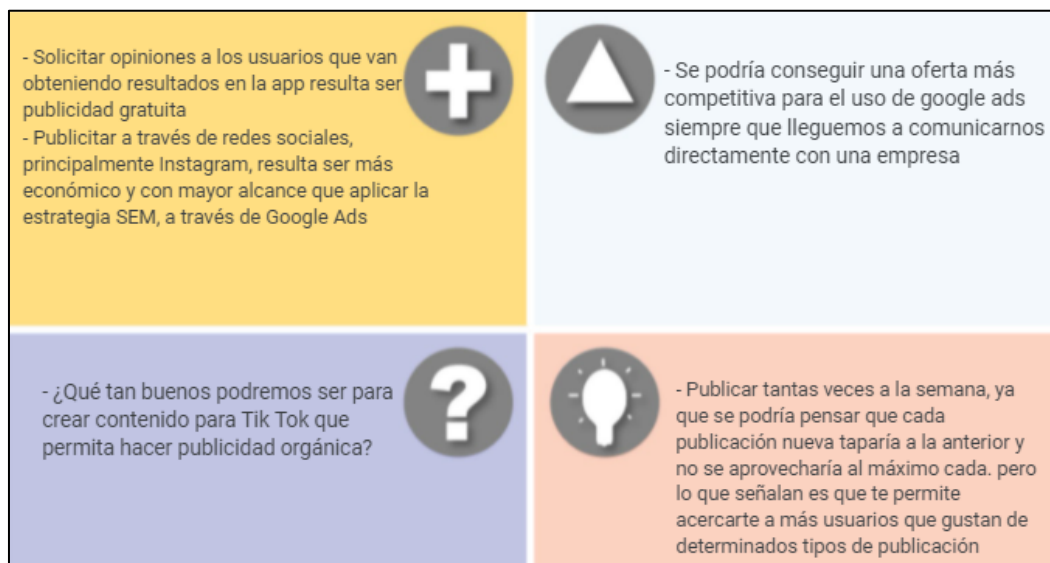 - Solicitar opiniones a los usuarios que van
obteniendo resultados en la app resulta ser
publicidad gratuita
- Publicitar a través de redes sociales,
principalmente Instagram, resulta ser más
económico y con mayor alcance que aplicar la
estrategia SEM, a través de Google Ads
- Se podría conseguir una oferta más
competitiva para el uso de google ads
siempre que lleguemos a comunicarnos
directamente con una empresa
- ¿Qué tan buenos podremos ser para
crear contenido para Tik Tok que
permita hacer publicidad orgánica?
- Publicar tantas veces a la semana, ya
que se podría pensar que cada
publicación nueva taparía a la anterior y
no se aprovecharía al máximo cada. pero
lo que señalan es que te permite
acercarte a más usuarios que gustan de
determinados tipos de publicación